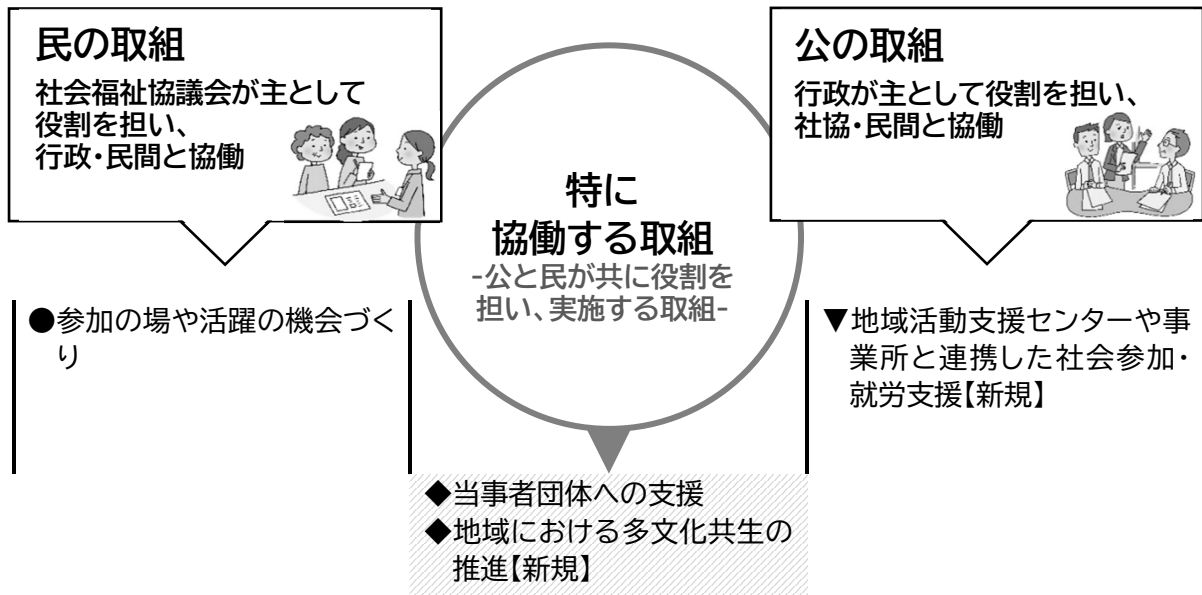 民の取組
社会福祉協議会が主として
役割を担い、
行政・民間と協働
公の取組
行政が主として役割を担い、
社協・民間と協働
特に
協働する取組
-公と民が共に役割を
担い、実施する取組-
●参加の場や活躍の機会づく
り
▼地域活動支援センターや事
業所と連携した社会参加・
就労支援【新規】
◆当事者団体への支援
◆地域における多文化共生の
推進【新規】